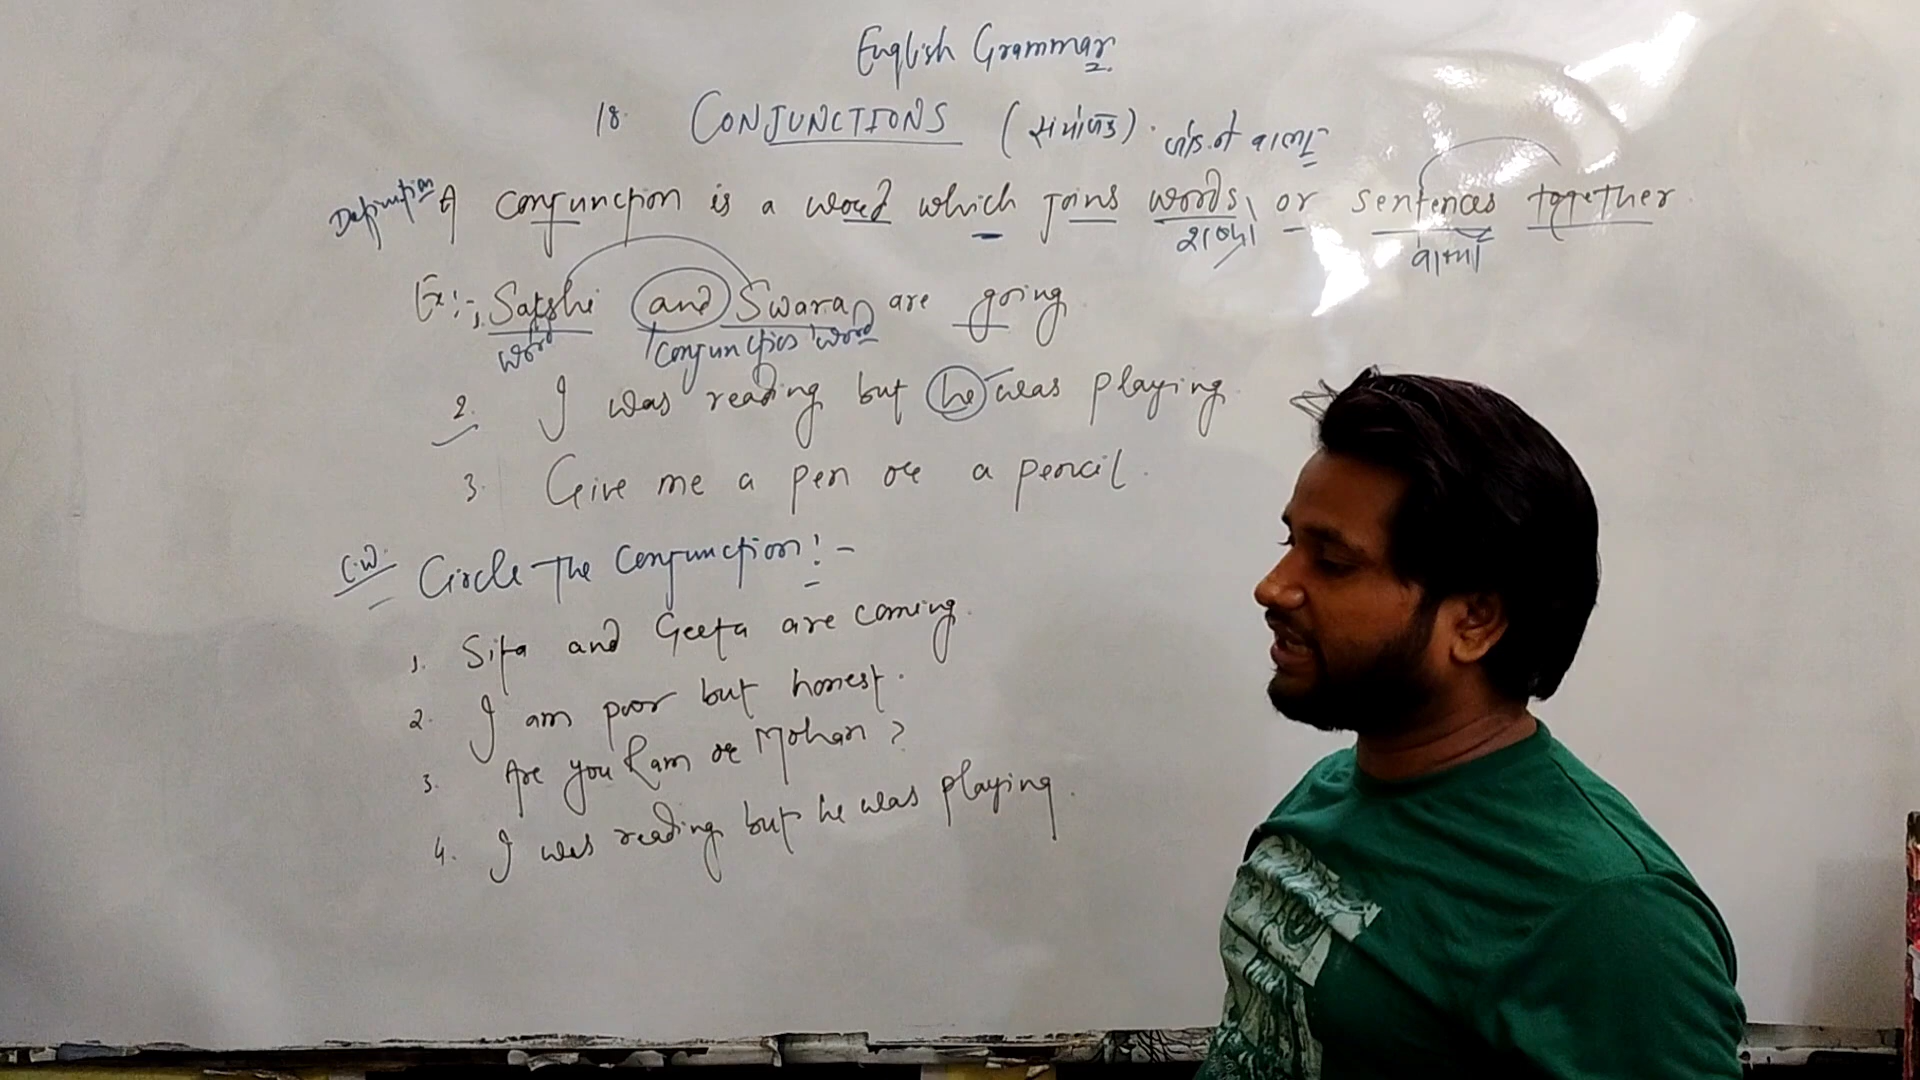 English Grammar
18. CONJUNCTIONS (संयोजक) जोड़ने वाला
Definition A conjunction is a word which joins words or sentences together
शब्दों वाक्यों
Ex:- 1. Sakshi and Swara are going
word conjunction word
2. I was reading but he was playing.
3. Give me a pen or a pencil.
C.W. Circle the conjunction:-
1. Sita and Geeta are coming.
2. I am poor but honest.
3. Are you Ram or Mohan?
4. I was reading but he was playing.